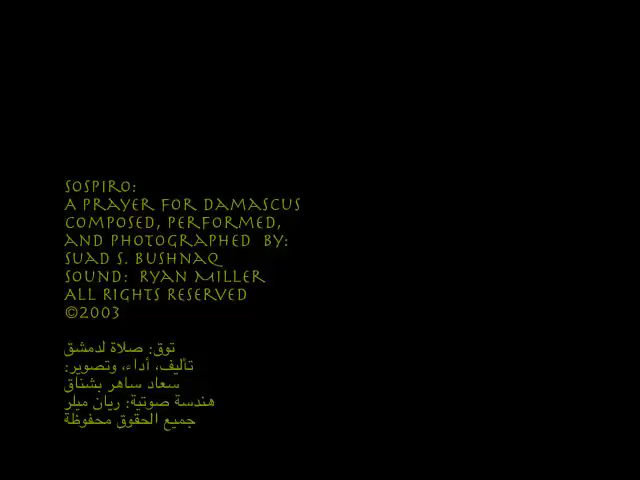 Sospiro:
A Prayer for Damascus
Composed, Performed,
and Photographed By:
Suad S. Bushnaq
Sound: Ryan Miller
All Rights Reserved
©2003
توق: صلاة لدمشق
تأليف، أداء، وتصوير:
سعاد ساهر بشناق
هندسة صوتية: ريان ميلر
جميع الحقوق محفوظة